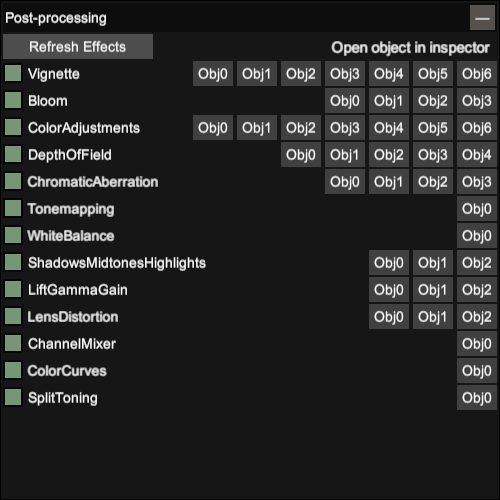 Post-processing
Refresh Effects Open object in inspector
Vignette Obj0 Obj1 Obj2 Obj3 Obj4 Obj5 Obj6
Bloom Obj0 Obj1 Obj2 Obj3
ColorAdjustments Obj0 Obj1 Obj2 Obj3 Obj4 Obj5 Obj6
DepthOfField Obj0 Obj1 Obj2 Obj3 Obj4
ChromaticAberration Obj0 Obj1 Obj2 Obj3
Tonemapping Obj0
WhiteBalance Obj0
ShadowsMidtonesHighlights Obj0 Obj1 Obj2
LiftGammaGain Obj0 Obj1 Obj2
LensDistortion Obj0 Obj1 Obj2
ChannelMixer Obj0
ColorCurves Obj0
SplitToning Obj0